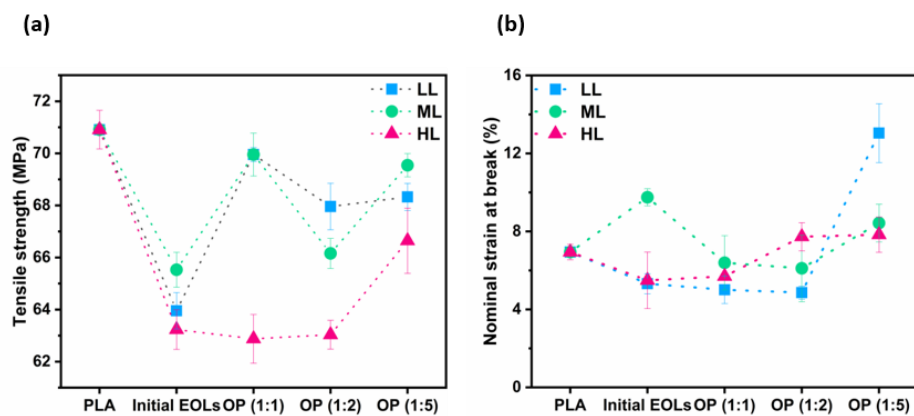 (a)
(b)
Tensile strength (MPa)
72
70
68
66
64
62
LL
ML
HL
PLA Initial EOLs OP (1:1) OP (1:2) OP (1:5)
Nominal strain at break (%)
16
12
8
4
0
LL
ML
HL
PLA Initial EOLs OP (1:1) OP (1:2) OP (1:5)